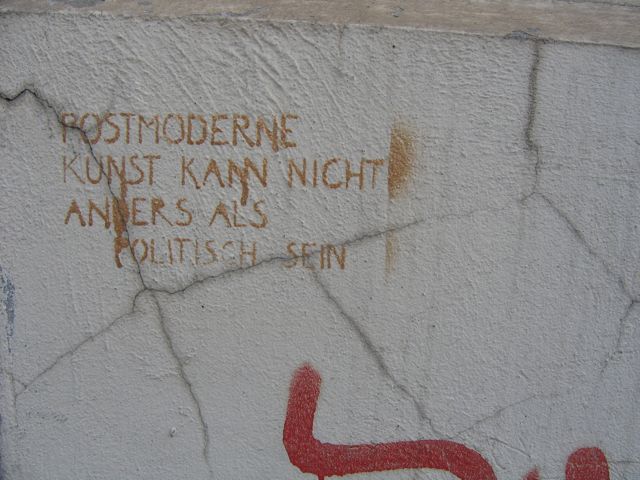 POSTMODERNE
KUNST KANN NICHT
ANDERS ALS
POLITISCH SEIN